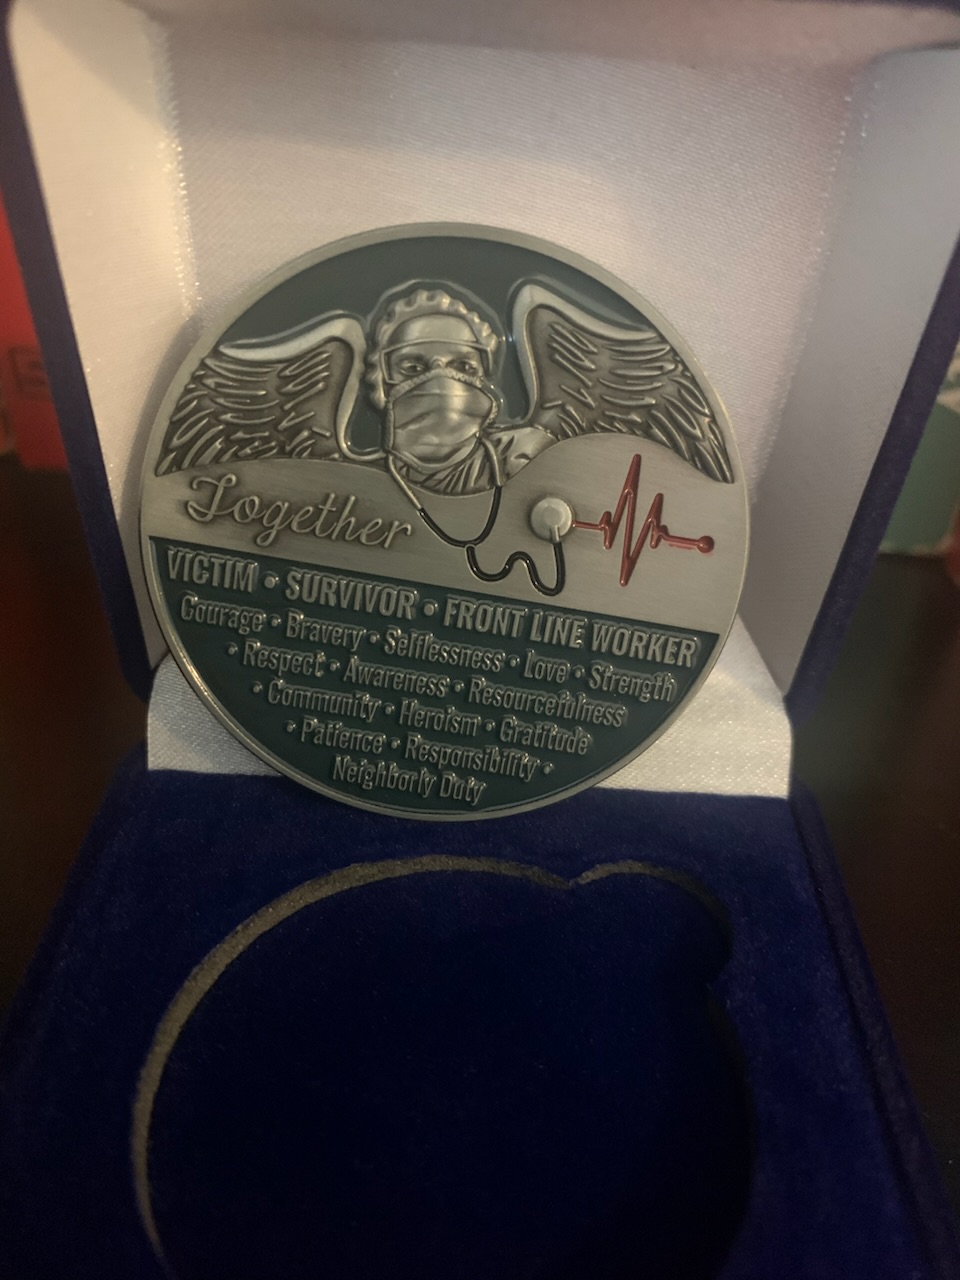 Together
VICTIM • SURVIVOR • FRONT LINE WORKER
Courage • Bravery • Selflessness • Love • Strength
• Respect • Awareness • Resourcefulness
• Community • Heroism • Gratitude
• Patience • Responsibility •
Neighborly Duty